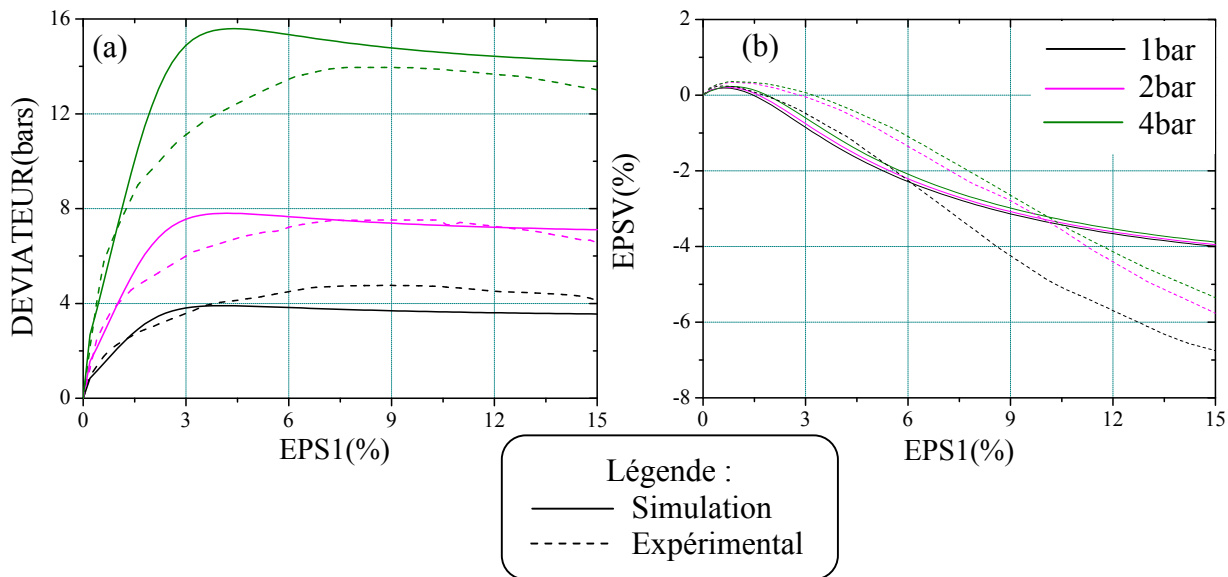 (a)
DEVIATEUR(bars)
16
12
8
4
0
0 3 6 9 12 15
EPS1(%)
(b)
1bar
2bar
4bar
EPSV(%)
2
0
-2
-4
-6
-8
0 3 6 9 12 15
EPS1(%)
Légende :
Simulation
Expérimental